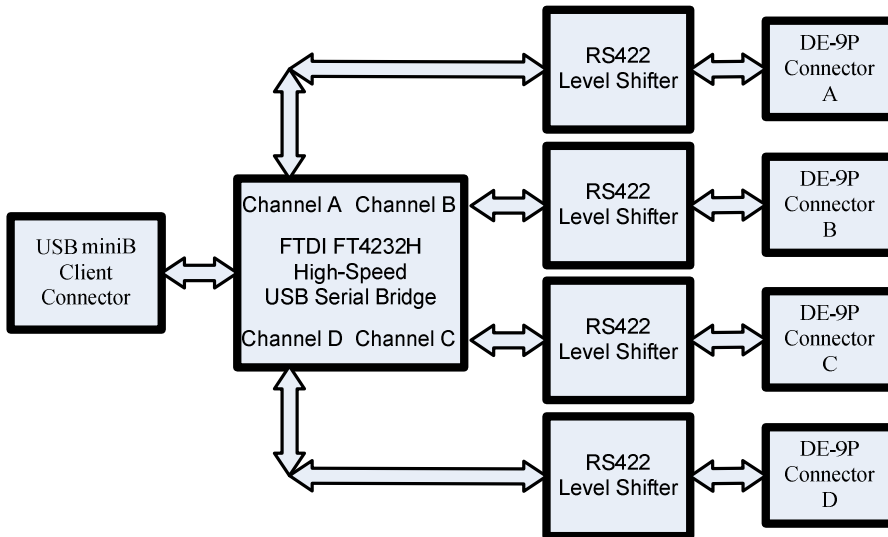 RS422
Level Shifter
DE-9P
Connector
A
RS422
Level Shifter
DE-9P
Connector
B
USB miniB
Client
Connector
Channel A Channel B
FTDI FT4232H
High-Speed
USB Serial Bridge
Channel D Channel C
RS422
Level Shifter
DE-9P
Connector
C
RS422
Level Shifter
DE-9P
Connector
D